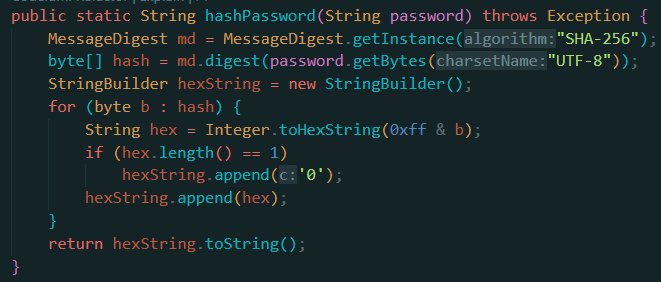 public static String hashPassword(String password) throws Exception {
MessageDigest md = MessageDigest.getInstance(algorithm:"SHA-256");
byte[] hash = md.digest(password.getBytes(charsetName:"UTF-8"));
StringBuilder hexString = new StringBuilder();
for (byte b : hash) {
String hex = Integer.toHexString(0xff & b);
if (hex.length() == 1)
hexString.append(c:'0');
hexString.append(hex);
}
return hexString.toString();
}